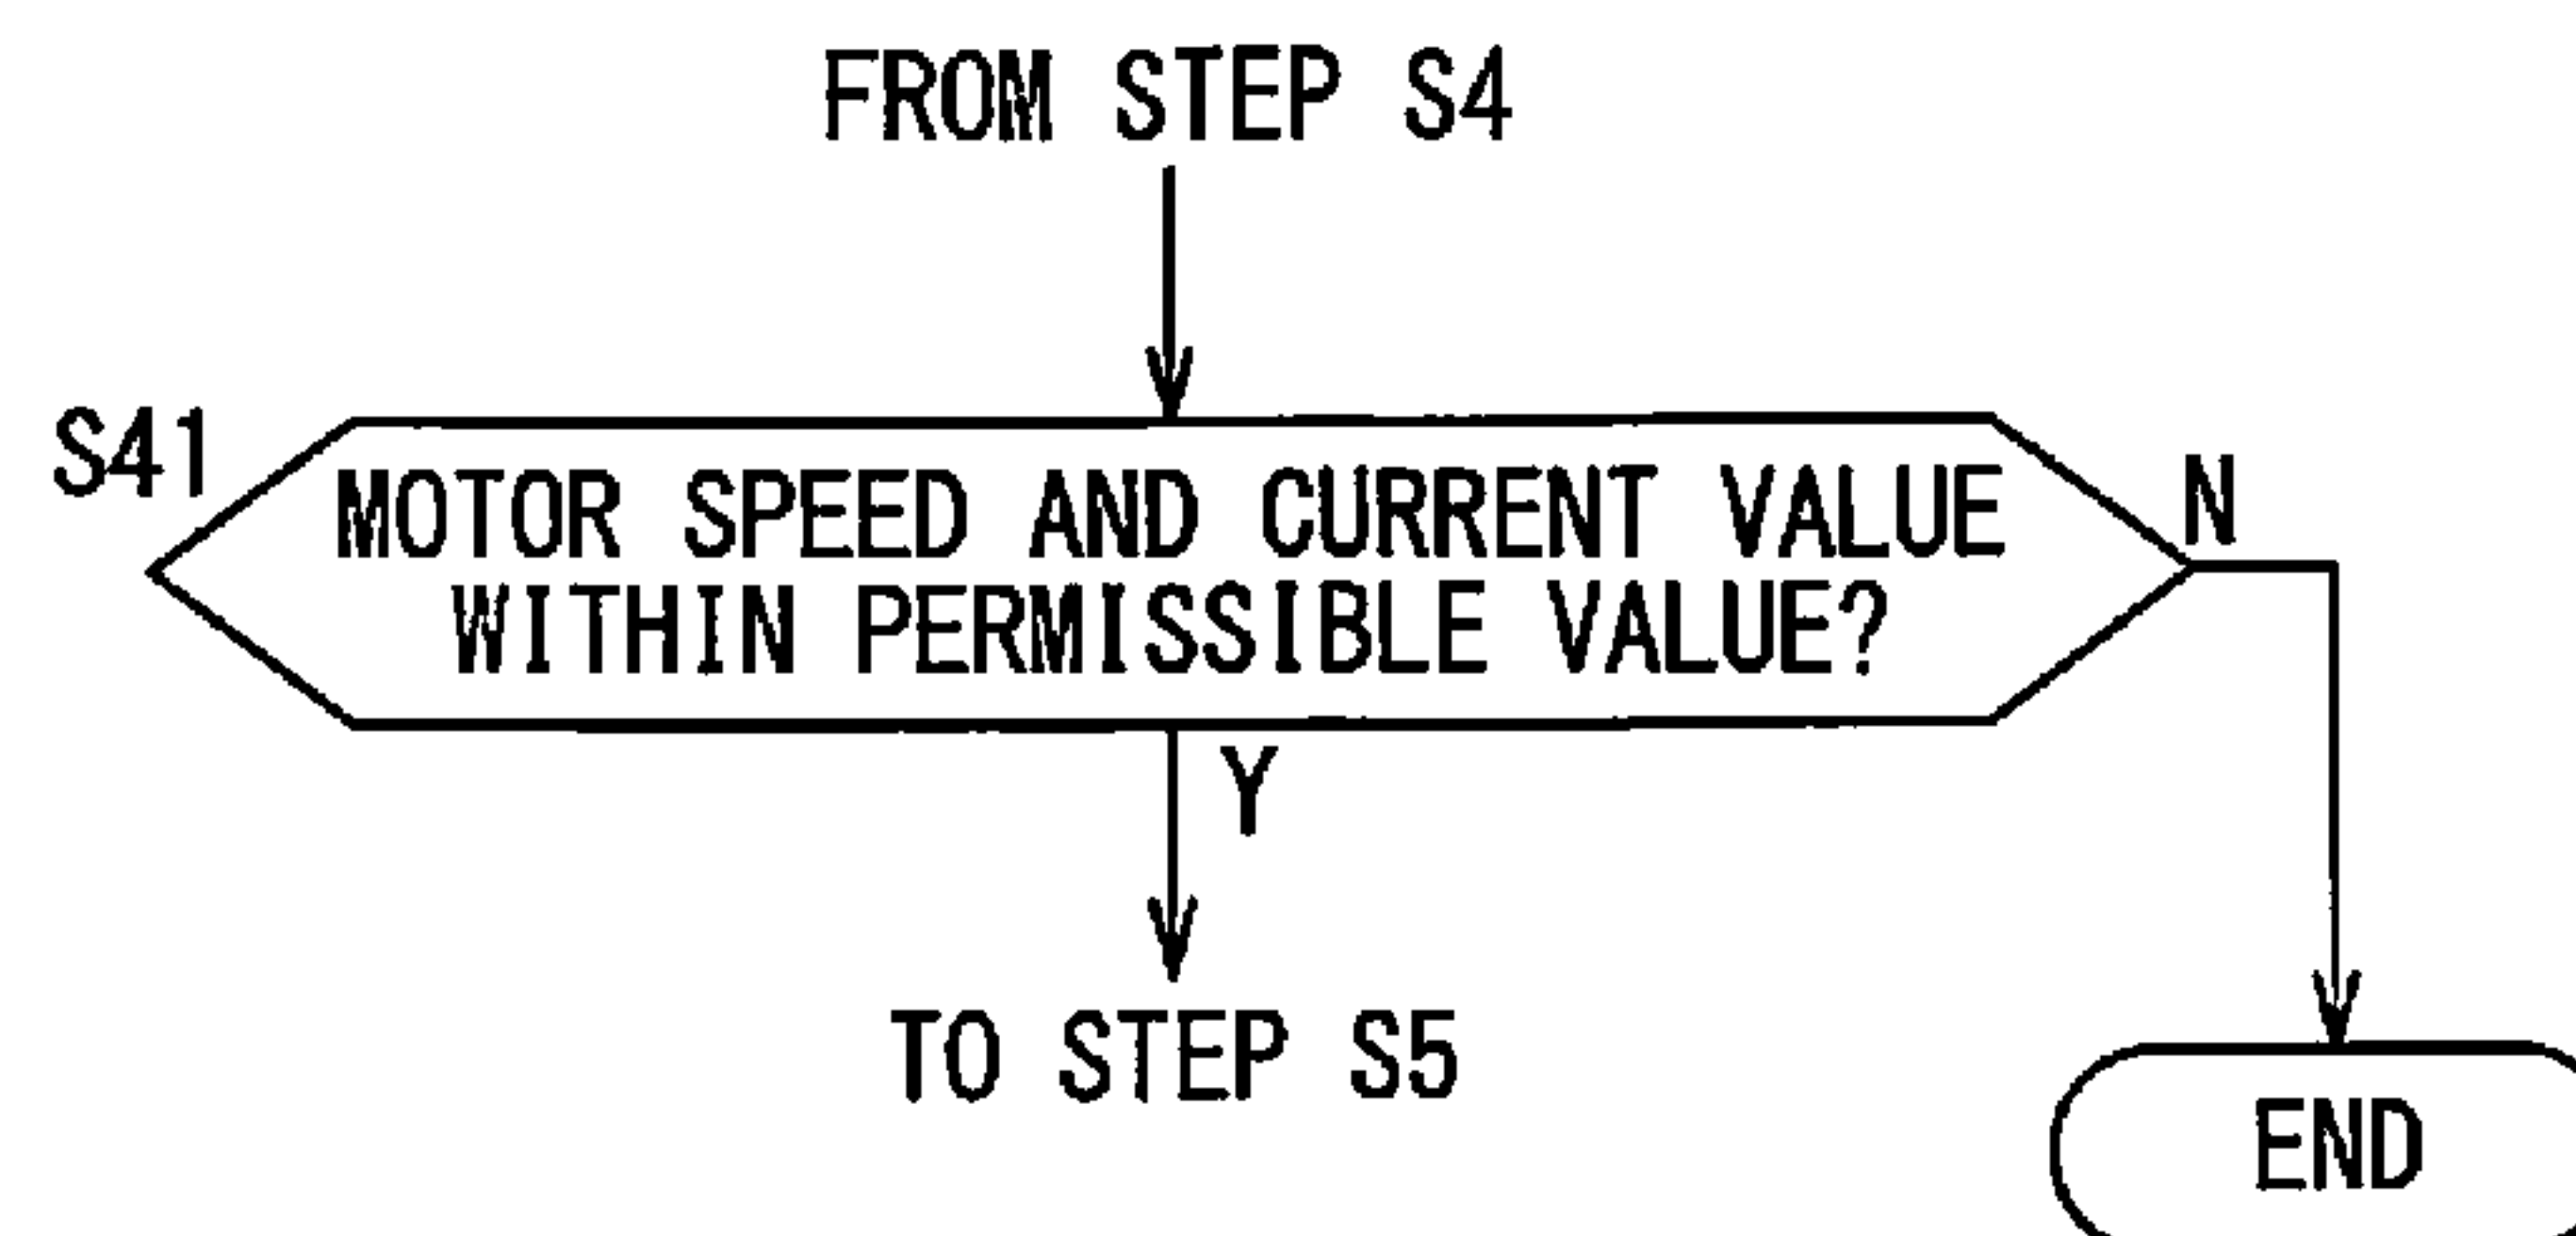 FROM STEP S4
S41
MOTOR SPEED AND CURRENT VALUE
WITHIN PERMISSIBLE VALUE?
N
Y
TO STEP S5
END